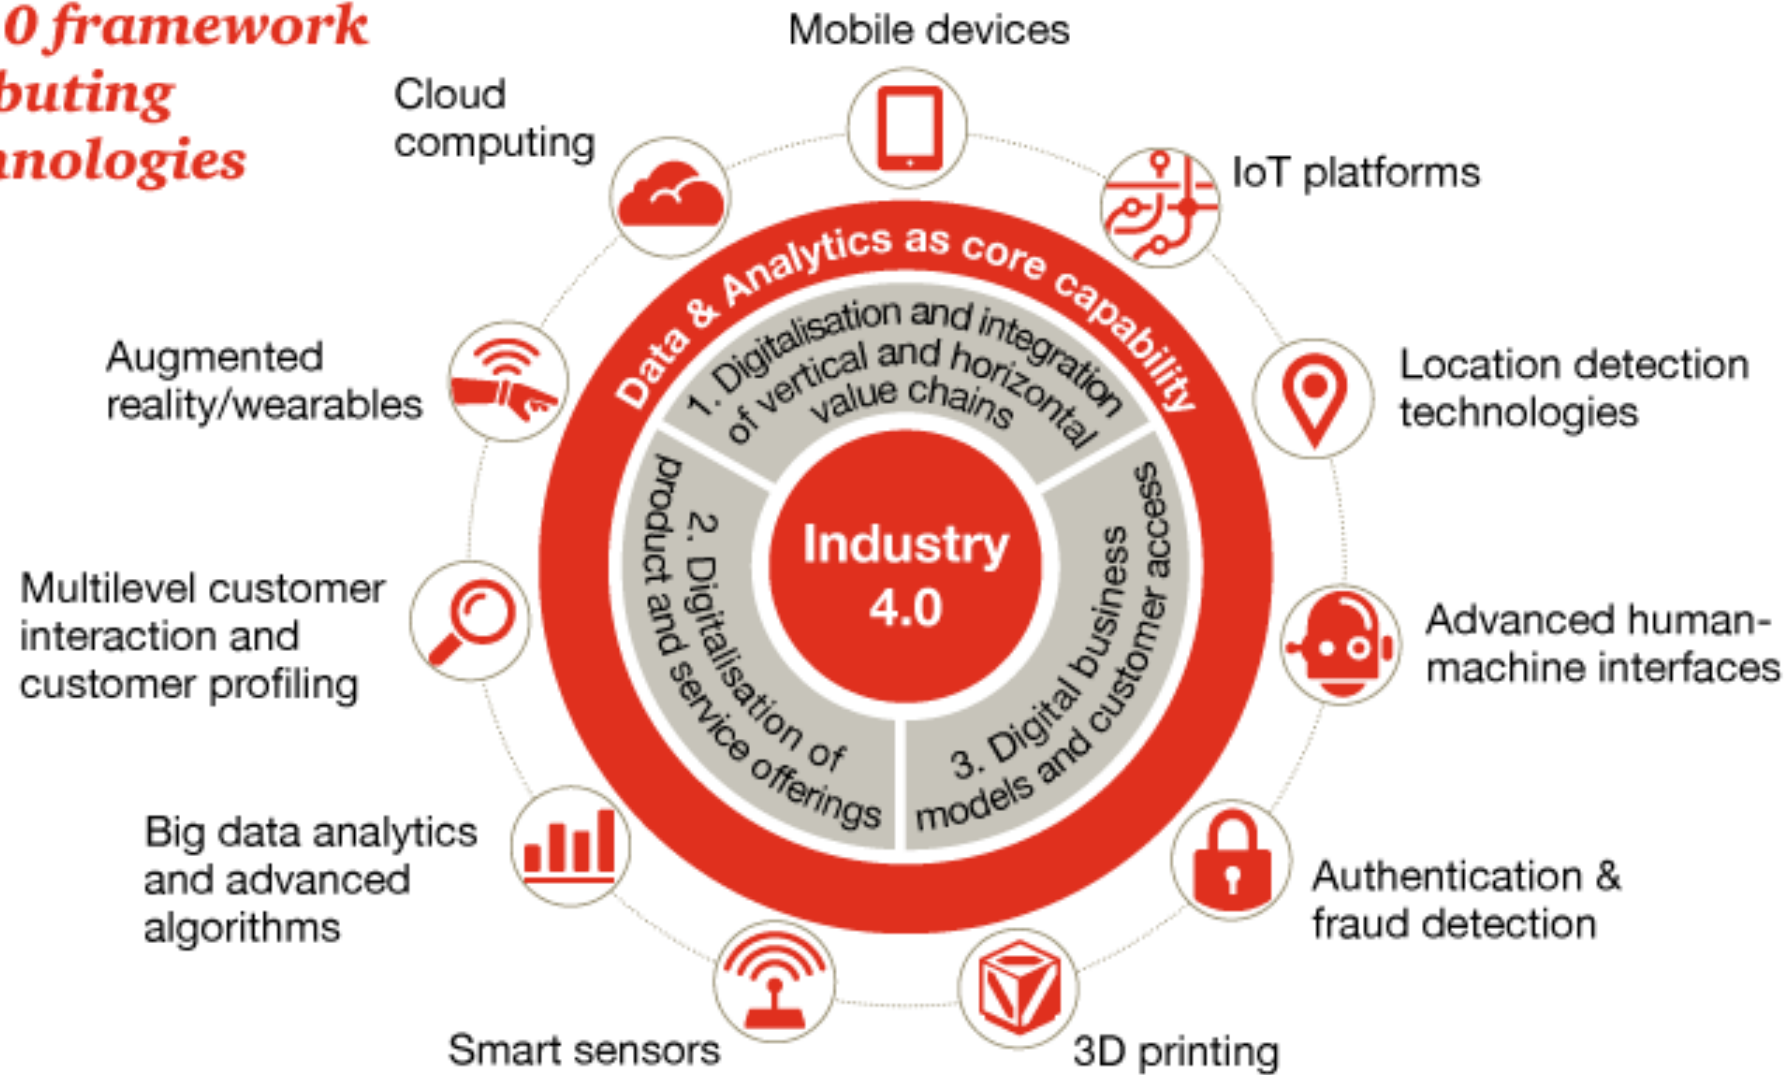 0 framework
buting
nnologies
Mobile devices
Cloud
computing
IoT platforms
Augmented
reality/wearables
Location detection
technologies
Multilevel customer
interaction and
customer profiling
Advanced human-
machine interfaces
Big data analytics
and advanced
algorithms
Authentication &
fraud detection
Smart sensors
3D printing
Data & Analytics as core capability
1. Digitalisation and integration
of vertical and horizontal
value chains
2. Digitalisation of
product and service offerings
3. Digital business
models and customer access
Industry
4.0